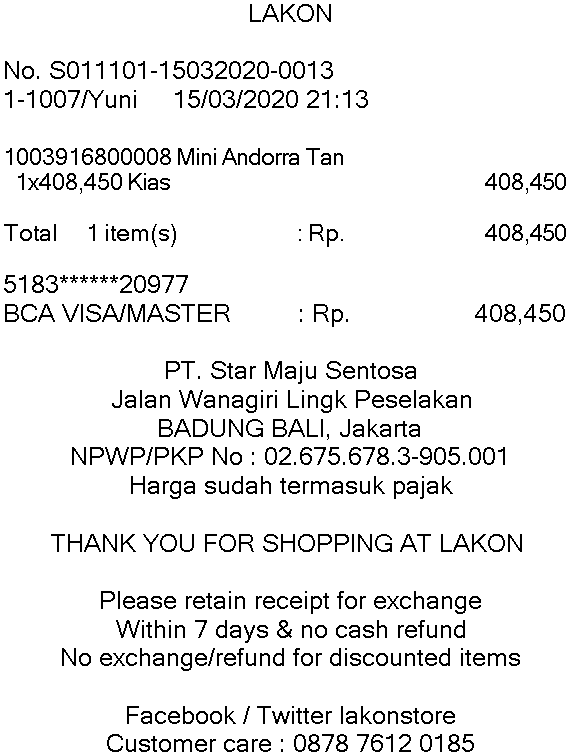 LAKON
No. S011101-15032020-0013
1-1007/Yuni 15/03/2020 21:13
1003916800008 Mini Andorra Tan
1x408,450 Kias 408,450
Total 1 item(s) : Rp. 408,450
5183******20977
BCA VISA/MASTER : Rp. 408,450
PT. Star Maju Sentosa
Jalan Wanagiri Lingk Peselakan
BADUNG BALI, Jakarta
NPWP/PKP No : 02.675.678.3-905.001
Harga sudah termasuk pajak
THANK YOU FOR SHOPPING AT LAKON
Please retain receipt for exchange
Within 7 days & no cash refund
No exchange/refund for discounted items
Facebook / Twitter lakonstore
Customer care : 0878 7612 0185